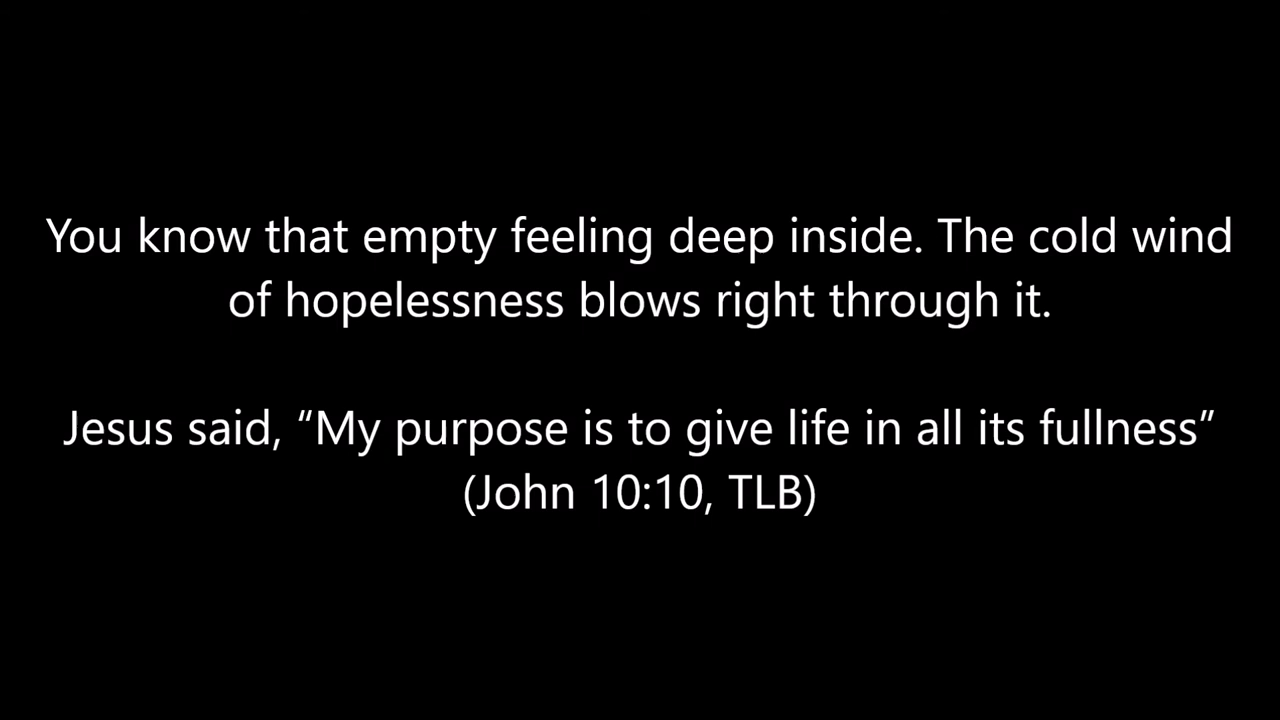 You know that empty feeling deep inside. The cold wind
of hopelessness blows right through it.
Jesus said, “My purpose is to give life in all its fullness”
(John 10:10, TLB)